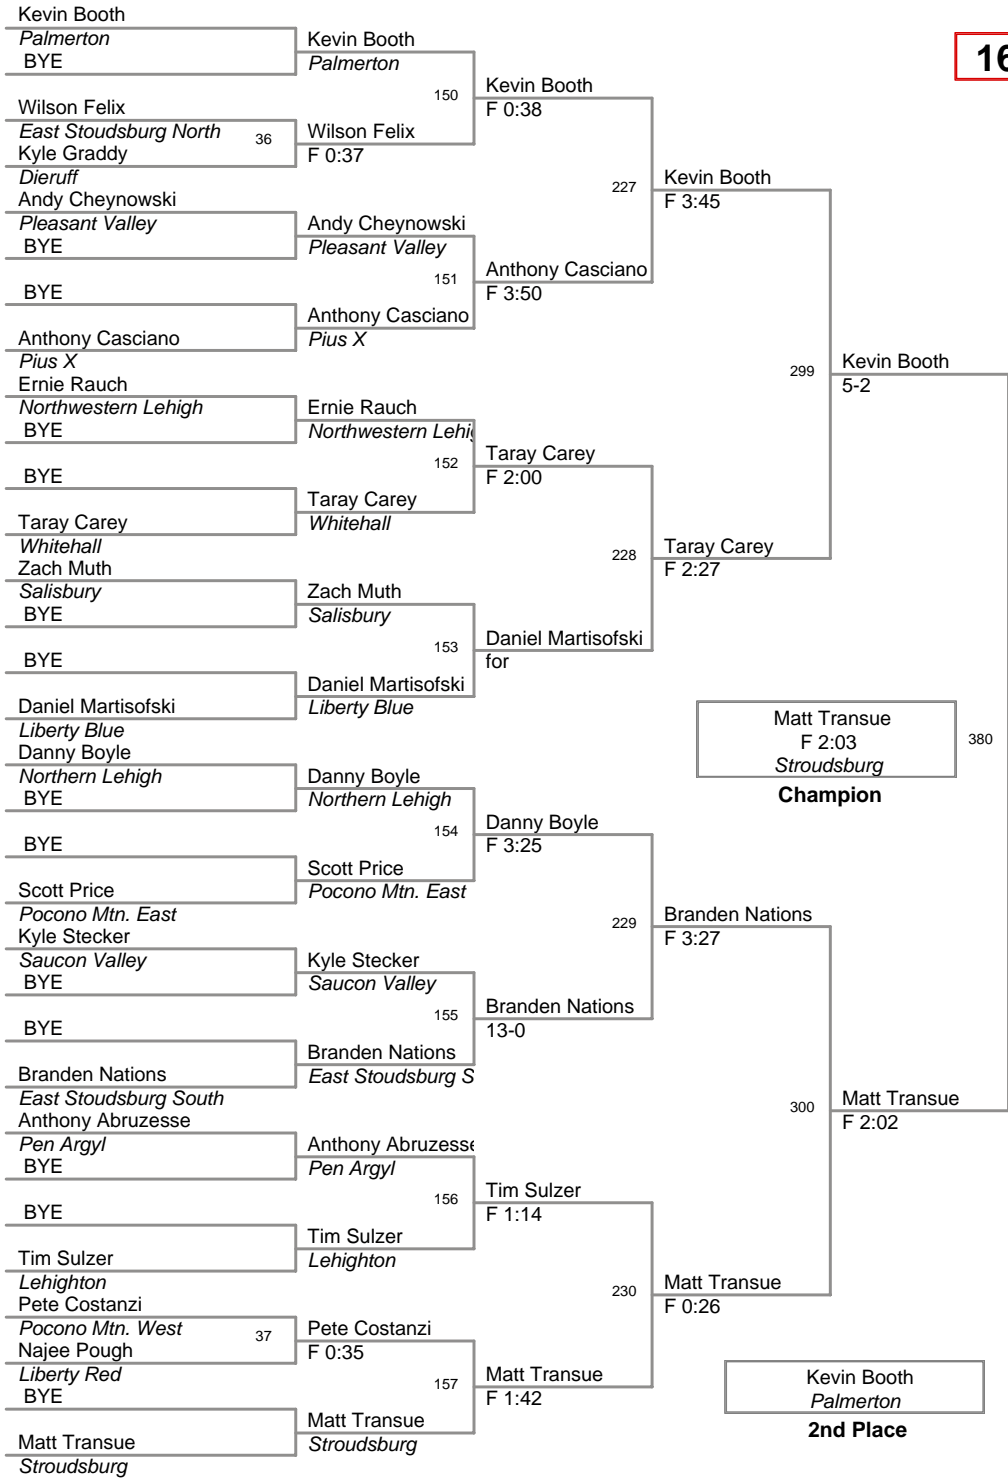 Kevin Booth
Palmerton
BYE
Kevin Booth
Palmerton
16
150
Kevin Booth
F 0:38
Wilson Felix
East Stoudsburg North
36
Kyle Graddy
Dieruff
Wilson Felix
F 0:37
227
Kevin Booth
F 3:45
Andy Cheynowski
Pleasant Valley
BYE
Andy Cheynowski
Pleasant Valley
151
Anthony Casciano
F 3:50
BYE
Anthony Casciano
Pius X
Anthony Casciano
Pius X
299
Kevin Booth
5-2
Ernie Rauch
Northwestern Lehigh
BYE
Ernie Rauch
Northwestern Lehig
152
Taray Carey
F 2:00
BYE
Taray Carey
Whitehall
Taray Carey
Whitehall
228
Taray Carey
F 2:27
Zach Muth
Salisbury
BYE
Zach Muth
Salisbury
153
Daniel Martisofski
for
BYE
Daniel Martisofski
Liberty Blue
Daniel Martisofski
Liberty Blue
Matt Transue
F 2:03
Stroudsburg
380
Champion
Danny Boyle
Northern Lehigh
BYE
Danny Boyle
Northern Lehigh
154
Danny Boyle
F 3:25
BYE
Scott Price
Pocono Mtn. East
Scott Price
Pocono Mtn. East
229
Branden Nations
F 3:27
Kyle Stecker
Saucon Valley
BYE
Kyle Stecker
Saucon Valley
155
Branden Nations
13-0
BYE
Branden Nations
East Stoudsburg South
Branden Nations
East Stoudsburg S
300
Matt Transue
F 2:02
Anthony Abruzesse
Pen Argyl
BYE
Anthony Abruzesse
Pen Argyl
156
Tim Sulzer
F 1:14
BYE
Tim Sulzer
Lehighton
Tim Sulzer
Lehighton
230
Matt Transue
F 0:26
Pete Costanzi
Pocono Mtn. West
37
Najee Pough
Liberty Red
Pete Costanzi
F 0:35
157
Matt Transue
F 1:42
BYE
Matt Transue
Stroudsburg
Matt Transue
Stroudsburg
Kevin Booth
Palmerton
2nd Place